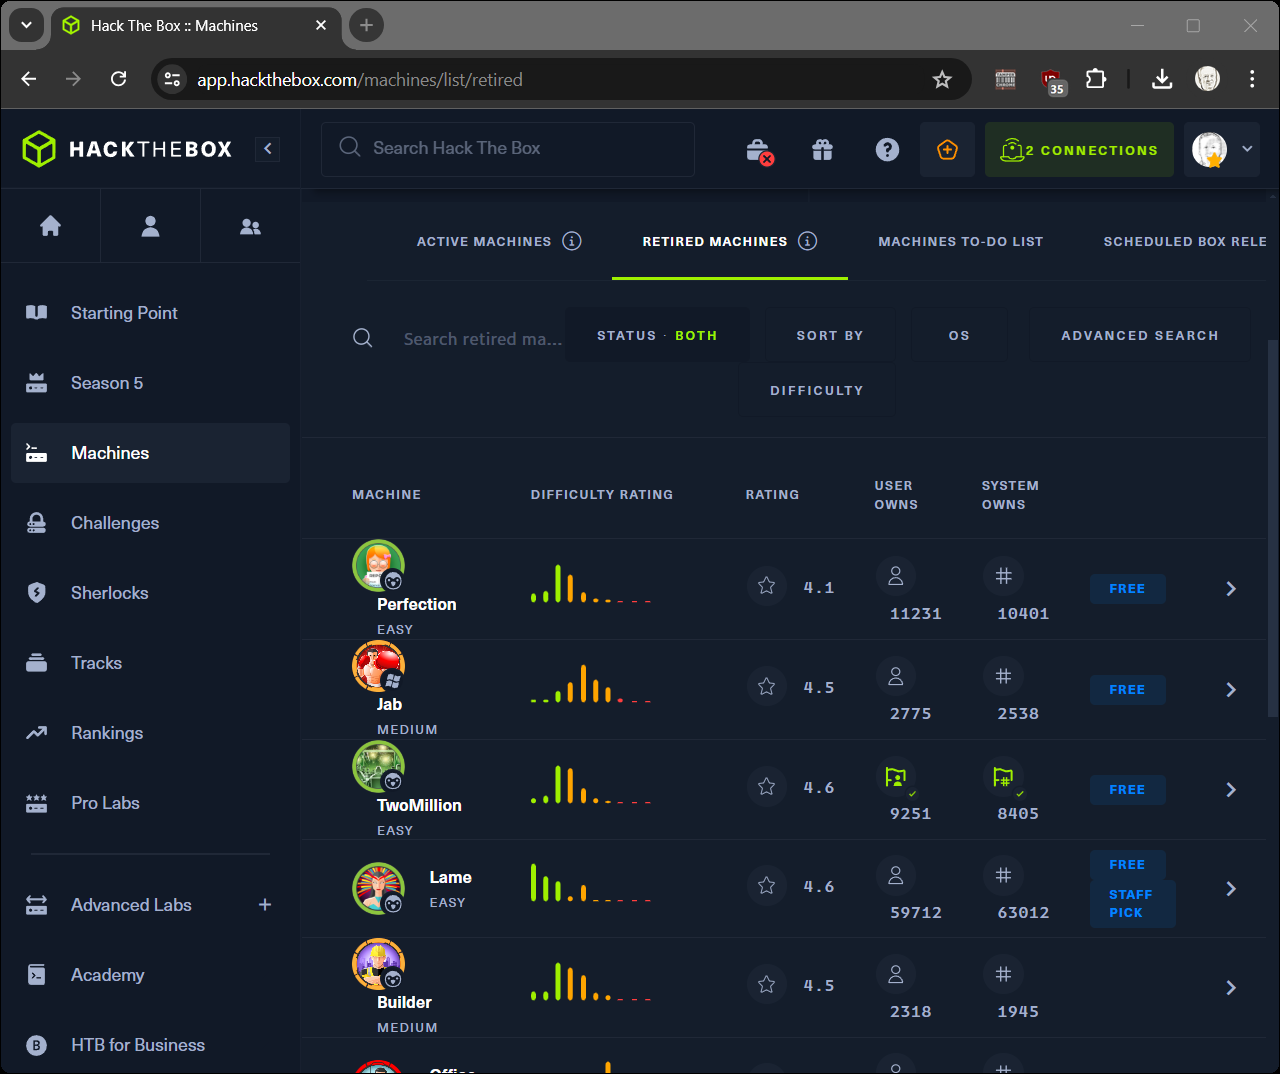 Hack The Box :: Machines
app.hackthebox.com/machines/list/retired
35
HACKTHEBOX
Search Hack The Box
2 CONNECTIONS
ACTIVE MACHINES
RETIRED MACHINES
MACHINES TO-DO LIST
SCHEDULED BOX RELE
Search retired ma...
STATUS · BOTH
SORT BY
OS
ADVANCED SEARCH
DIFFICULTY
Starting Point
Season 5
Machines
Challenges
Sherlocks
Tracks
Rankings
Pro Labs
Advanced Labs
Academy
B HTB for Business
MACHINE
DIFFICULTY RATING
RATING
USER
OWNS
SYSTEM
OWNS
Perfection
EASY
4.1
11231
10401
FREE
Jab
MEDIUM
4.5
2775
2538
FREE
TwoMillion
EASY
4.6
9251
8405
FREE
Lame
EASY
4.6
59712
63012
FREE
STAFF
PICK
Builder
MEDIUM
4.5
2318
1945
Office